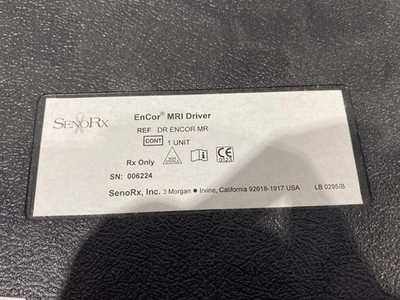 SENORX
EnCor® MRI Driver
REF DR ENCOR MR
CONT 1 UNIT
Rx Only
0123
SN: 006224
SenoRx, Inc. 3 Morgan ● Irvine, California 92618-1917 USA LB 0295/B